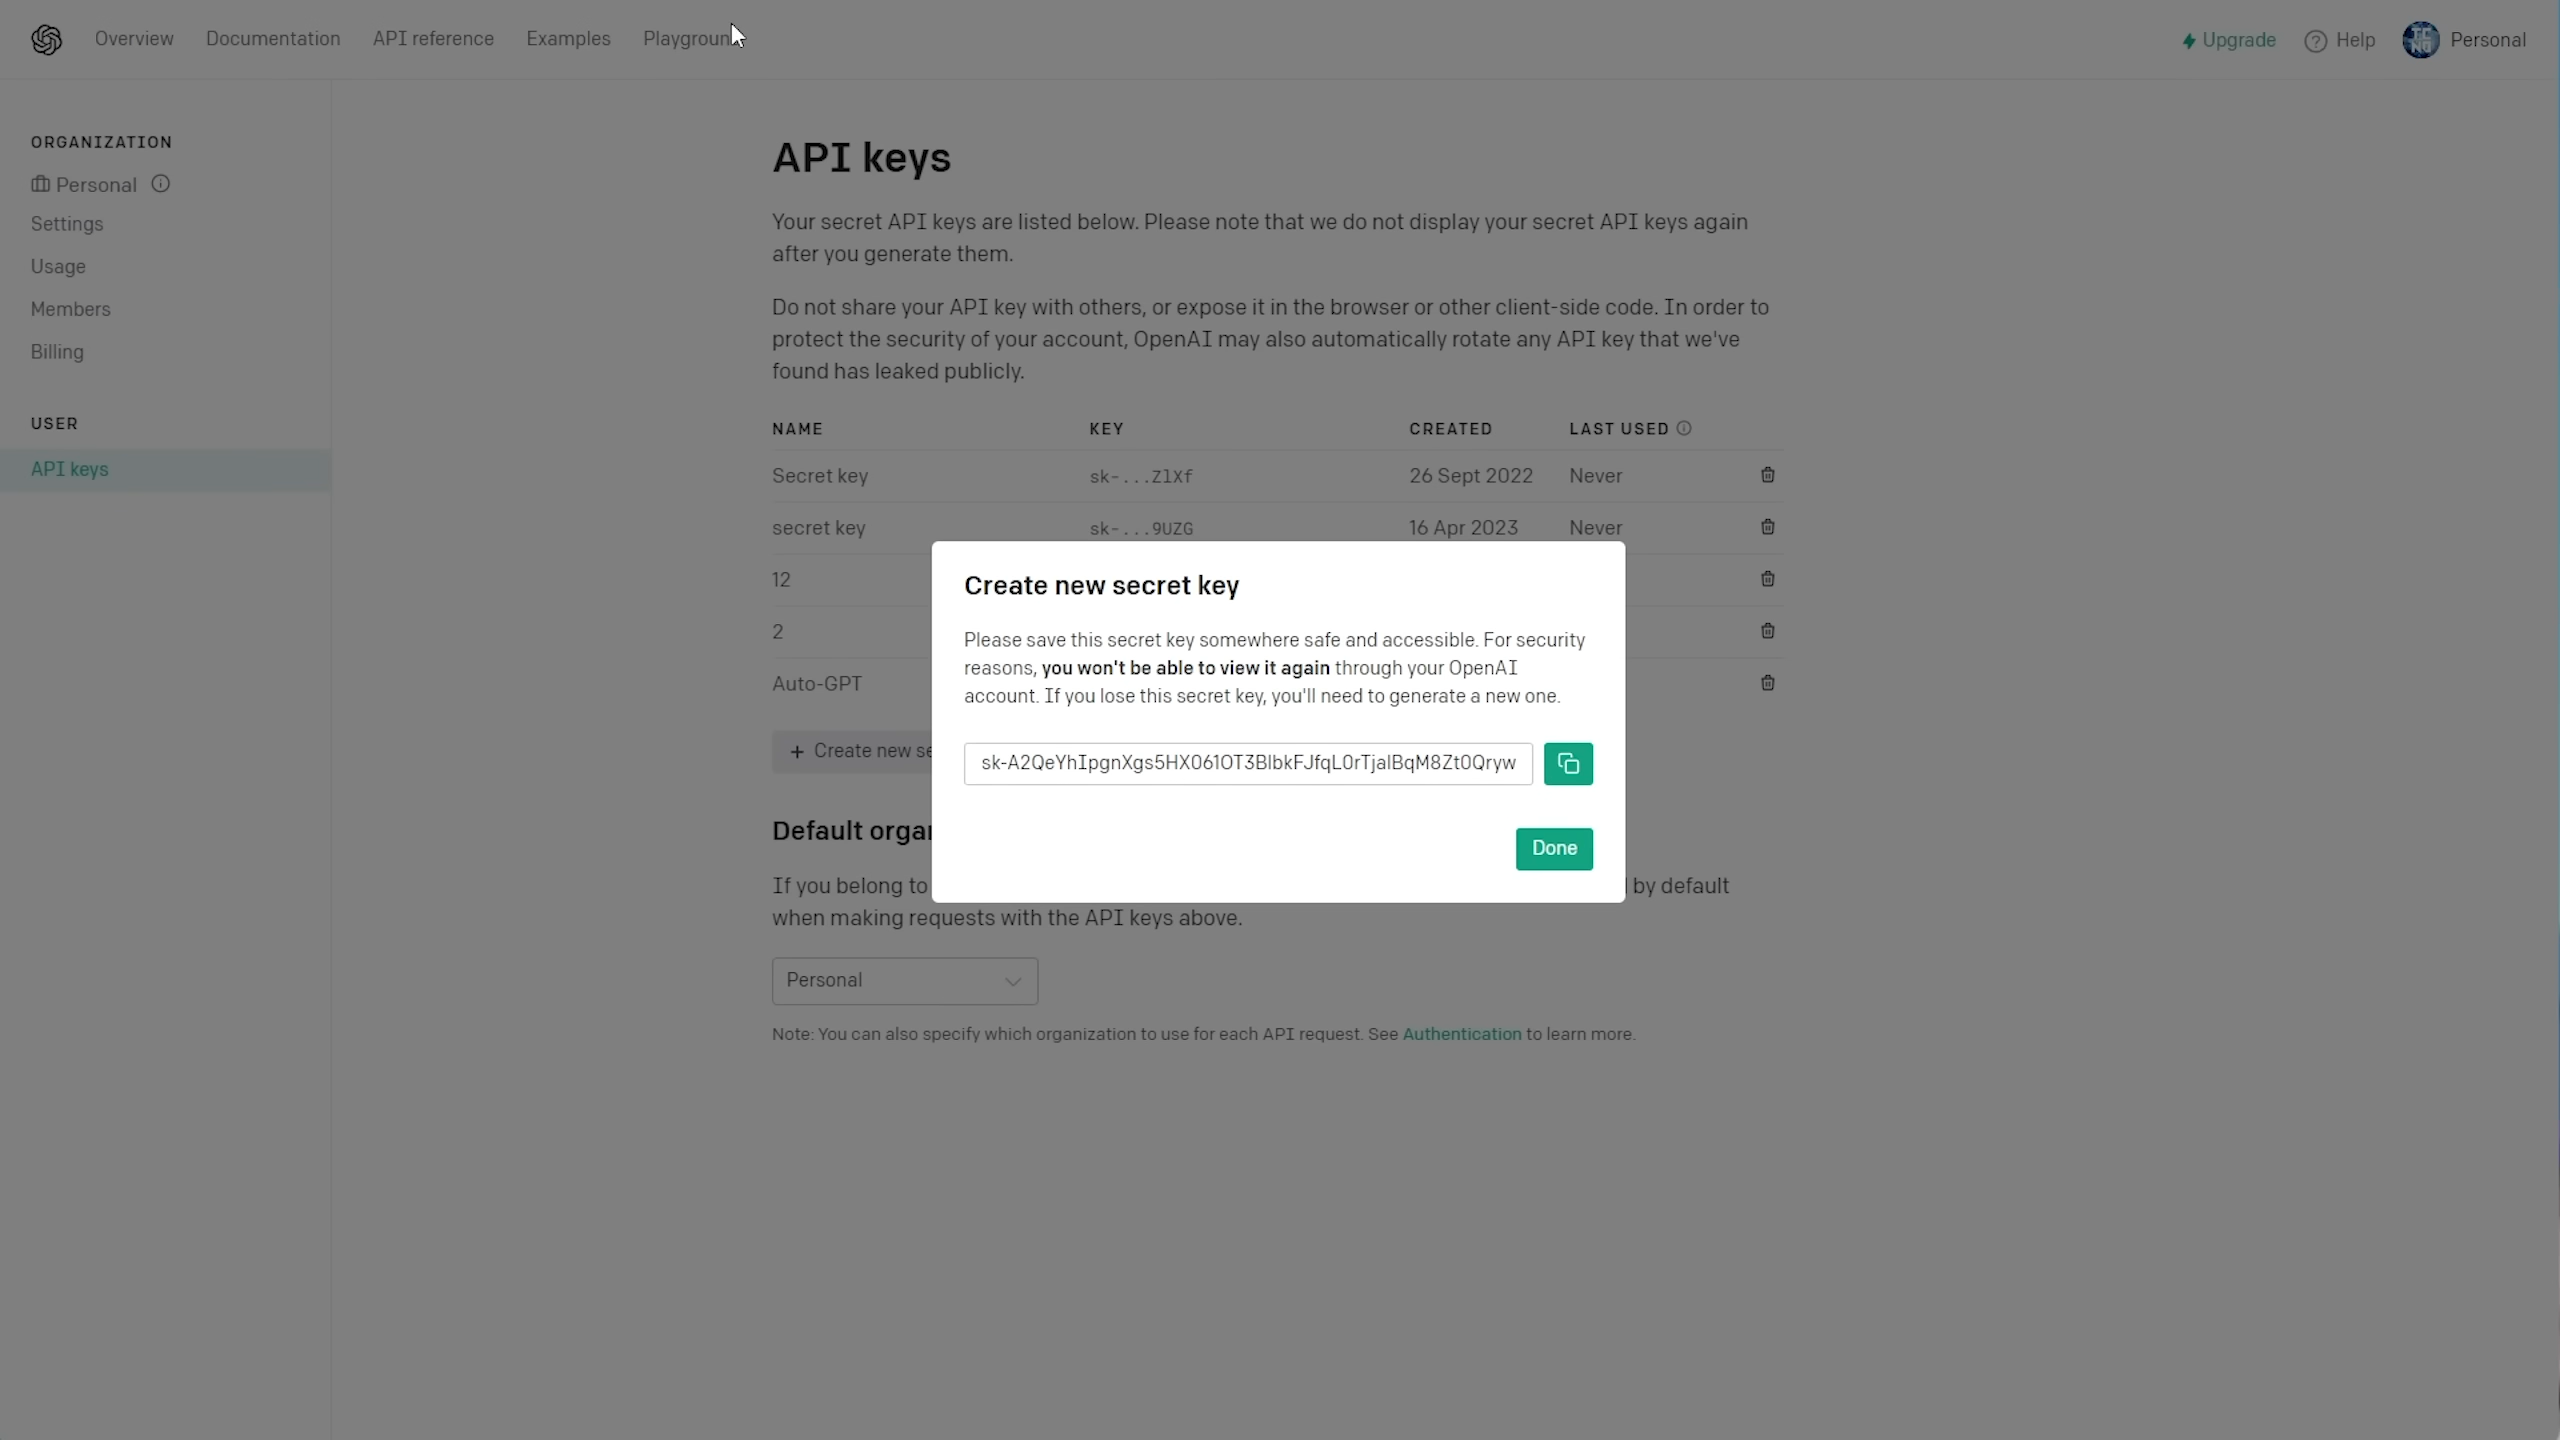 Overview Documentation API reference Examples Upgrade Help Personal
ORGANIZATION
Personal
Settings
Usage
Members
Billing
USER
API keys
API keys
Your secret API keys are listed below. Please note that we do not display your secret API keys again
after you generate them.
Do not share your API key with others, or expose it in the browser or other client-side code. In order to
protect the security of your account, OpenAI may also automatically rotate any API key that we've
found has leaked publicly.
NAME KEY CREATED LAST USED
Secret key sk-...ZlXf 26 Sept 2022 Never
secret key sk-...9UZG 16 Apr 2023 Never
12
2
Auto-GPT
+ Create new se
Create new secret key
Please save this secret key somewhere safe and accessible. For security
reasons, you won't be able to view it again through your OpenAI
account. If you lose this secret key, you'll need to generate a new one.
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
Done
Default
If you belong to by default
when making requests with the API keys above.
Personal
Note: You can also specify which organization to use for each API request. See Authentication to learn more.